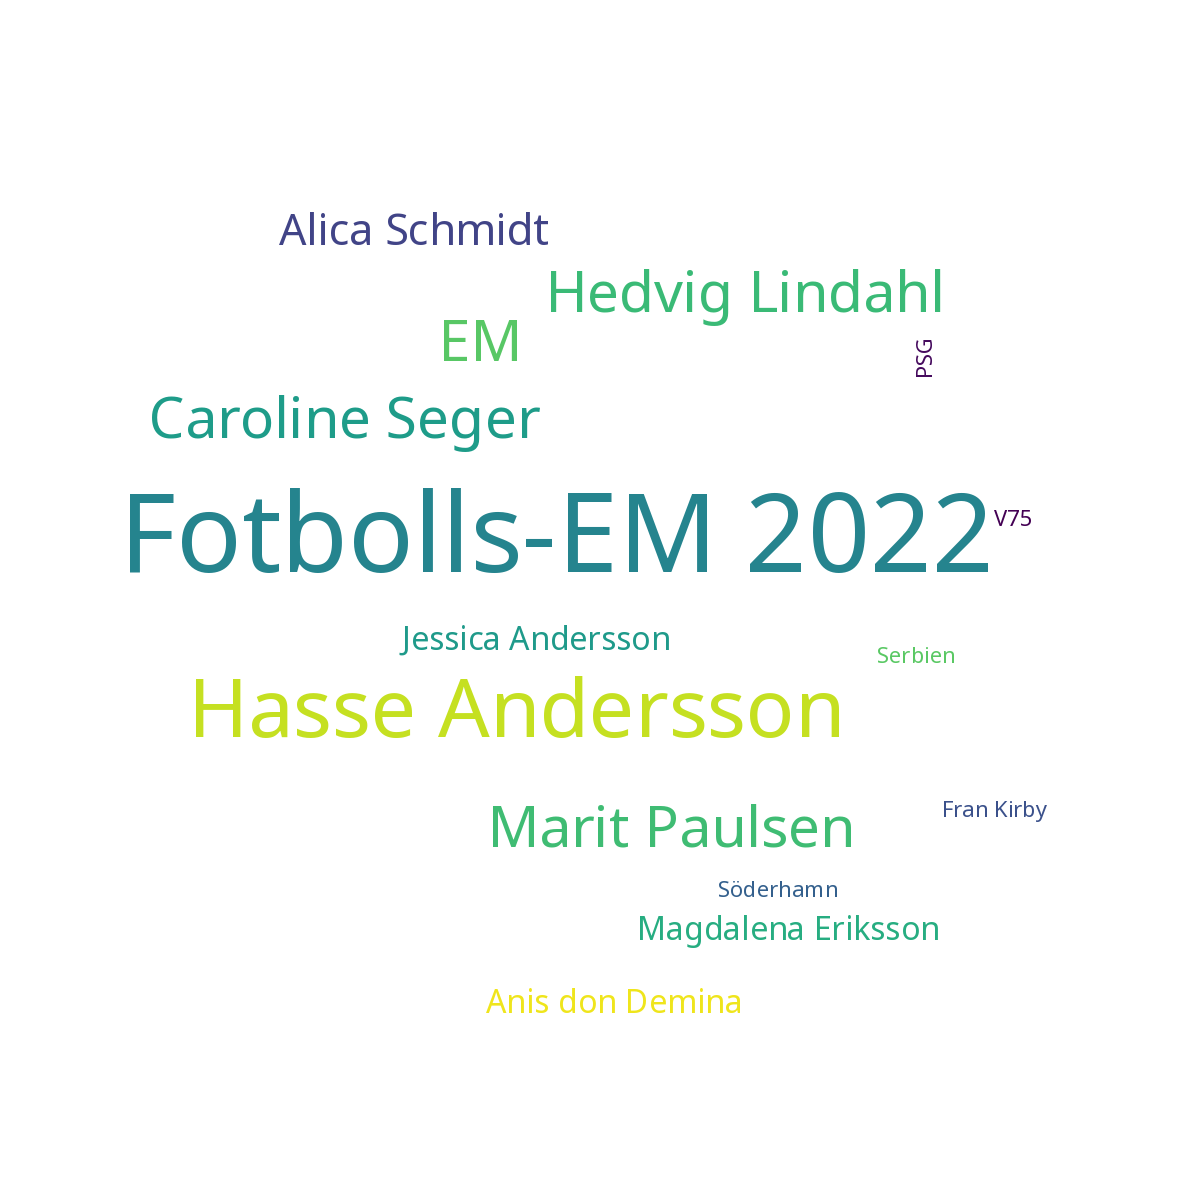 Alica Schmidt
Hedvig Lindahl
EM
PSG
Caroline Seger
Fotbolls-EM 2022
V75
Jessica Andersson
Serbien
Hasse Andersson
Fran Kirby
Marit Paulsen
Söderhamn
Magdalena Eriksson
Anis don Demina